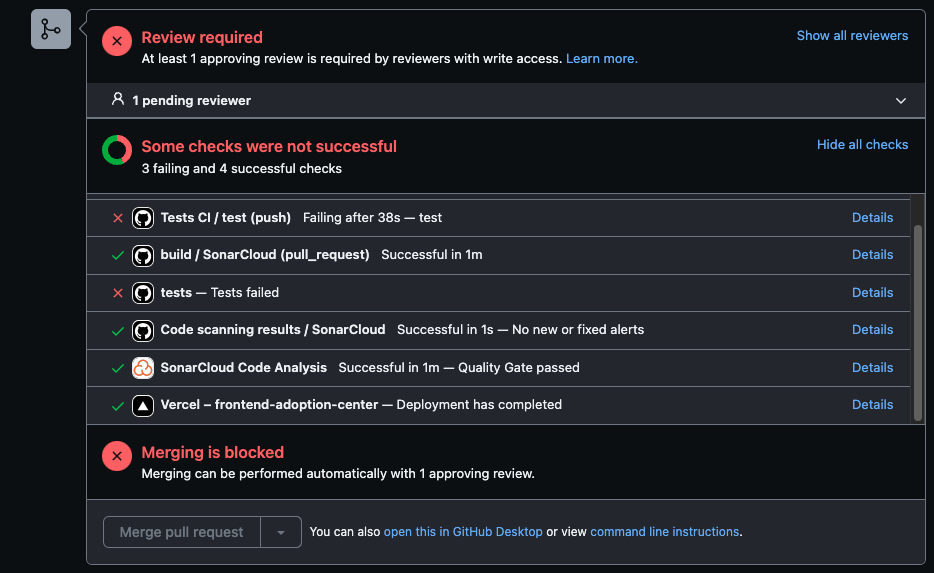 Review required
Show all reviewers
At least 1 approving review is required by reviewers with write access. Learn more.
1 pending reviewer
Some checks were not successful
Hide all checks
3 failing and 4 successful checks
Tests CI / test (push) Failing after 38s — test Details
build / SonarCloud (pull_request) Successful in 1m Details
tests — Tests failed Details
Code scanning results / SonarCloud Successful in 1s — No new or fixed alerts Details
SonarCloud Code Analysis Successful in 1m — Quality Gate passed Details
Vercel – frontend-adoption-center — Deployment has completed Details
Merging is blocked
Merging can be performed automatically with 1 approving review.
Merge pull request You can also open this in GitHub Desktop or view command line instructions.